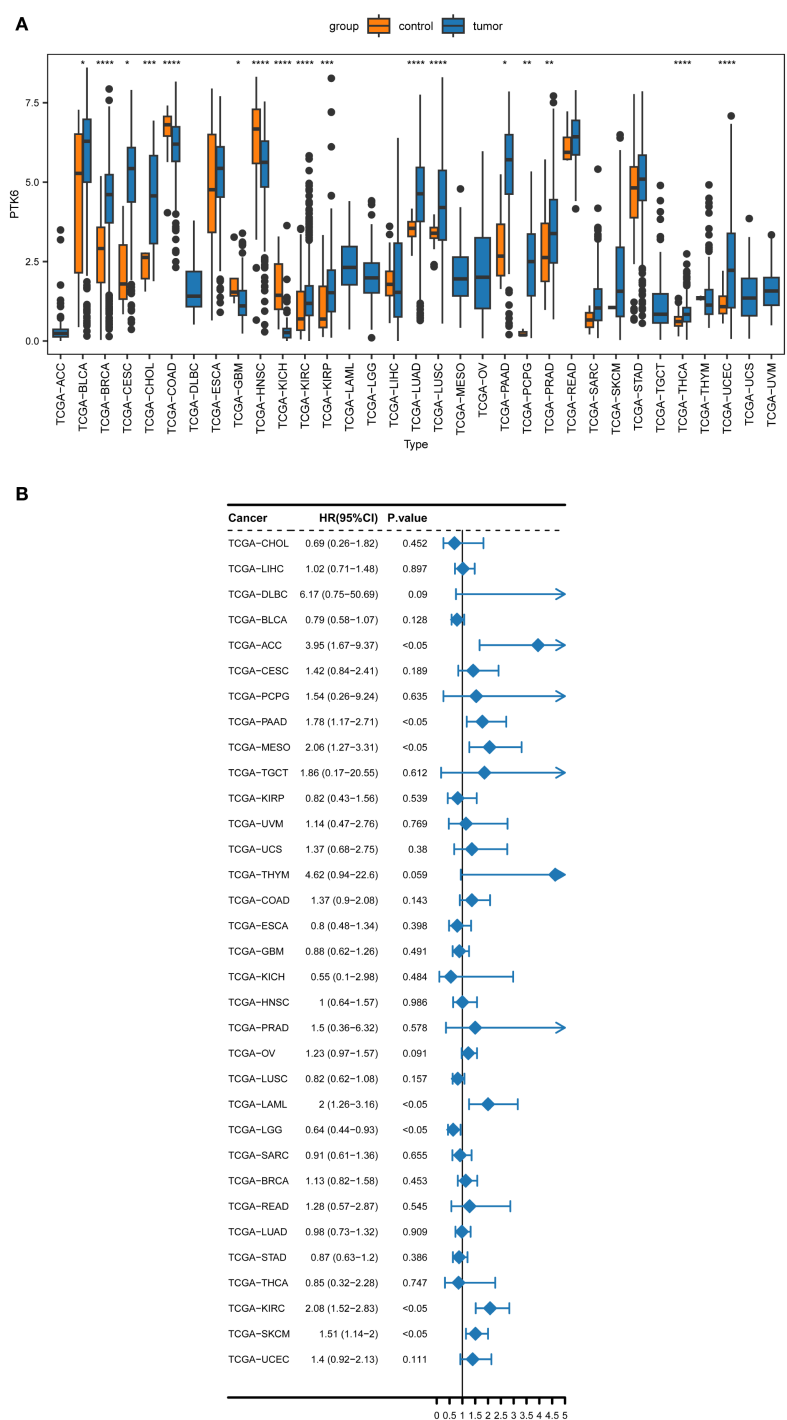 A
group control tumor
* **** * *** **** * **** **** **** *** **** **** * ** ** **** ****
7.5
5.0
2.5
0.0
PTK6
TCGA−ACC
TCGA−BLCA
TCGA−BRCA
TCGA−CESC
TCGA−CHOL
TCGA−COAD
TCGA−DLBC
TCGA−ESCA
TCGA−GBM
TCGA−HNSC
TCGA−KICH
TCGA−KIRC
TCGA−KIRP
TCGA−LAML
TCGA−LGG
TCGA−LIHC
TCGA−LUAD
TCGA−LUSC
TCGA−MESO
TCGA−OV
TCGA−PAAD
TCGA−PCPG
TCGA−PRAD
TCGA−READ
TCGA−SARC
TCGA−SKCM
TCGA−STAD
TCGA−TGCT
TCGA−THCA
TCGA−THYM
TCGA−UCEC
TCGA−UCS
TCGA−UVM
Type
B
Cancer HR(95%CI) P.value
TCGA−CHOL 0.69 (0.26−1.82) 0.452
TCGA−LIHC 1.02 (0.71−1.48) 0.897
TCGA−DLBC 6.17 (0.75−50.69) 0.09
TCGA−BLCA 0.79 (0.58−1.07) 0.128
TCGA−ACC 3.95 (1.67−9.37) <0.05
TCGA−CESC 1.42 (0.84−2.41) 0.189
TCGA−PCPG 1.54 (0.26−9.24) 0.635
TCGA−PAAD 1.78 (1.17−2.71) <0.05
TCGA−MESO 2.06 (1.27−3.31) <0.05
TCGA−TGCT 1.86 (0.17−20.55) 0.612
TCGA−KIRP 0.82 (0.43−1.56) 0.539
TCGA−UVM 1.14 (0.47−2.76) 0.769
TCGA−UCS 1.37 (0.68−2.75) 0.38
TCGA−THYM 4.62 (0.94−22.6) 0.059
TCGA−COAD 1.37 (0.9−2.08) 0.143
TCGA−ESCA 0.8 (0.48−1.34) 0.398
TCGA−GBM 0.88 (0.62−1.26) 0.491
TCGA−KICH 0.55 (0.1−2.98) 0.484
TCGA−HNSC 1 (0.64−1.57) 0.986
TCGA−PRAD 1.5 (0.36−6.32) 0.578
TCGA−OV 1.23 (0.97−1.57) 0.091
TCGA−LUSC 0.82 (0.62−1.08) 0.157
TCGA−LAML 2 (1.26−3.16) <0.05
TCGA−LGG 0.64 (0.44−0.93) <0.05
TCGA−SARC 0.91 (0.61−1.36) 0.655
TCGA−BRCA 1.13 (0.82−1.58) 0.453
TCGA−READ 1.28 (0.57−2.87) 0.545
TCGA−LUAD 0.98 (0.73−1.32) 0.909
TCGA−STAD 0.87 (0.63−1.2) 0.386
TCGA−THCA 0.85 (0.32−2.28) 0.747
TCGA−KIRC 2.08 (1.52−2.83) <0.05
TCGA−SKCM 1.51 (1.14−2) <0.05
TCGA−UCEC 1.4 (0.92−2.13) 0.111
0 0.5 1 1.5 2 2.5 3 3.5 4 4.5 5